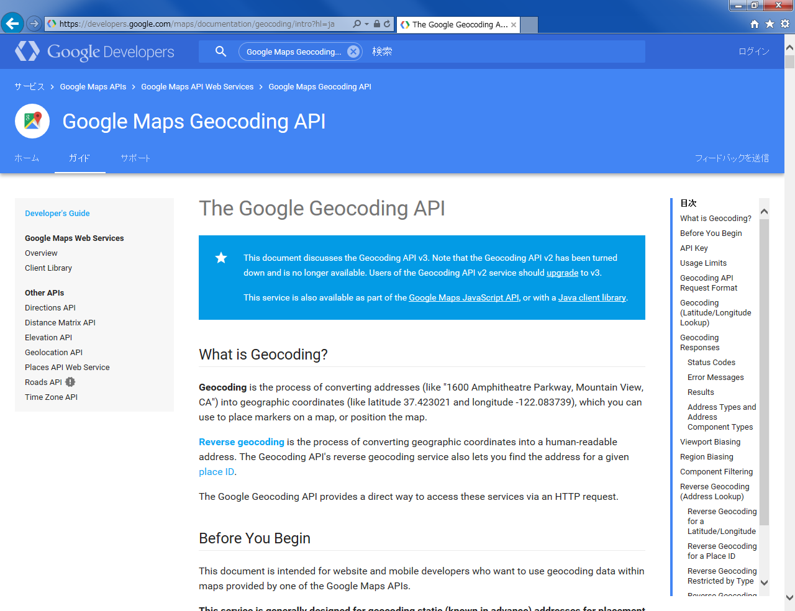 https://developers.google.com/maps/documentation/geocoding/intro?hl=ja
The Google Geocoding A...
Google Developers
Google Maps Geocoding...
検索
ログイン
サービス > Google Maps APIs > Google Maps API Web Services > Google Maps Geocoding API
Google Maps Geocoding API
ホーム ガイド サポート
フィードバックを送信
Developer's Guide
Google Maps Web Services
Overview
Client Library
Other APIs
Directions API
Distance Matrix API
Elevation API
Geolocation API
Places API Web Service
Roads API
Time Zone API
The Google Geocoding API
This document discusses the Geocoding API v3. Note that the Geocoding API v2 has been turned
down and is no longer available. Users of the Geocoding API v2 service should upgrade to v3.
This service is also available as part of the Google Maps JavaScript API, or with a Java client library.
What is Geocoding?
Geocoding is the process of converting addresses (like "1600 Amphitheatre Parkway, Mountain View,
CA") into geographic coordinates (like latitude 37.423021 and longitude -122.083739), which you can
use to place markers on a map, or position the map.
Reverse geocoding is the process of converting geographic coordinates into a human-readable
address. The Geocoding API's reverse geocoding service also lets you find the address for a given
place ID.
The Google Geocoding API provides a direct way to access these services via an HTTP request.
Before You Begin
This document is intended for website and mobile developers who want to use geocoding data within
maps provided by one of the Google Maps APIs.
This service is generally designed for geocoding static (known in advance) addresses for placement
目次
What is Geocoding?
Before You Begin
API Key
Usage Limits
Geocoding API
Request Format
Geocoding
(Latitude/Longitude
Lookup)
Geocoding
Responses
Status Codes
Error Messages
Results
Address Types and
Address
Component Types
Viewport Biasing
Region Biasing
Component Filtering
Reverse Geocoding
(Address Lookup)
Reverse Geocoding
for a
Latitude/Longitude
Reverse Geocoding
for a Place ID
Reverse Geocoding
Restricted by Type
Reverse Geocoding